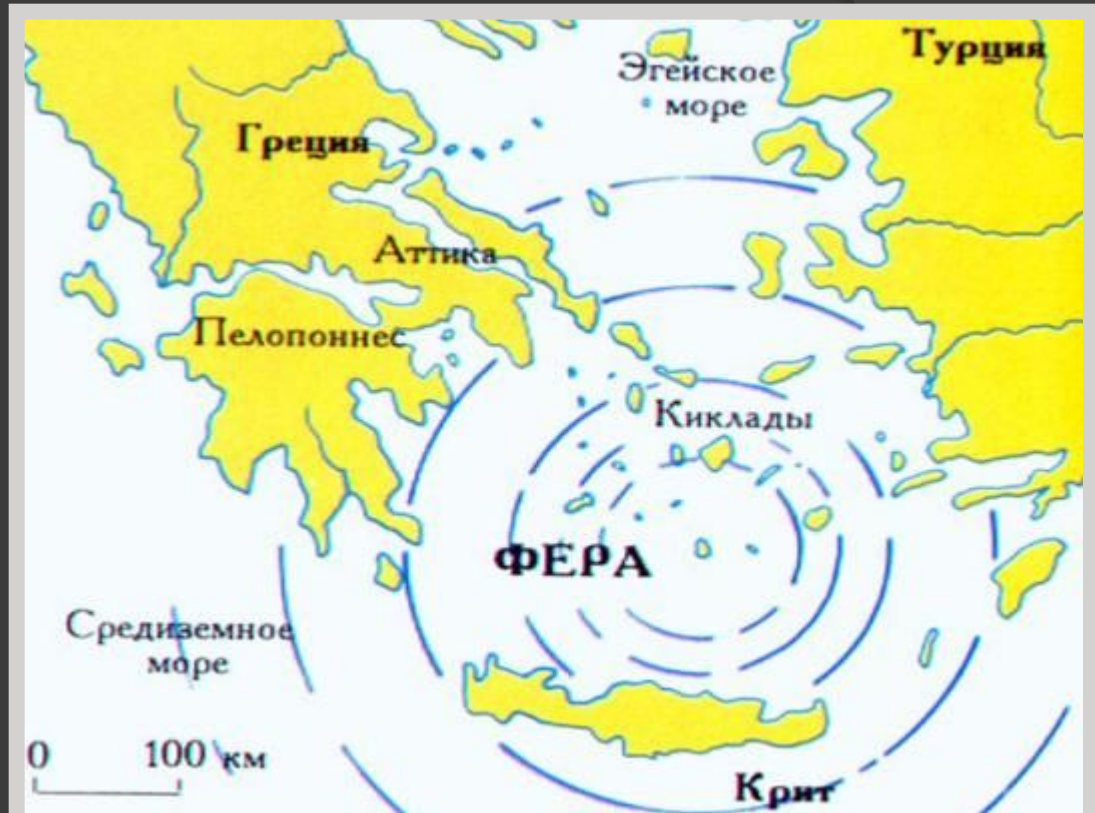 Турция
Эгейское
море
Греция
Аттика
Пелопоннес
Киклады
ФЕРА
Средиземное
море
0 100 км
Крит